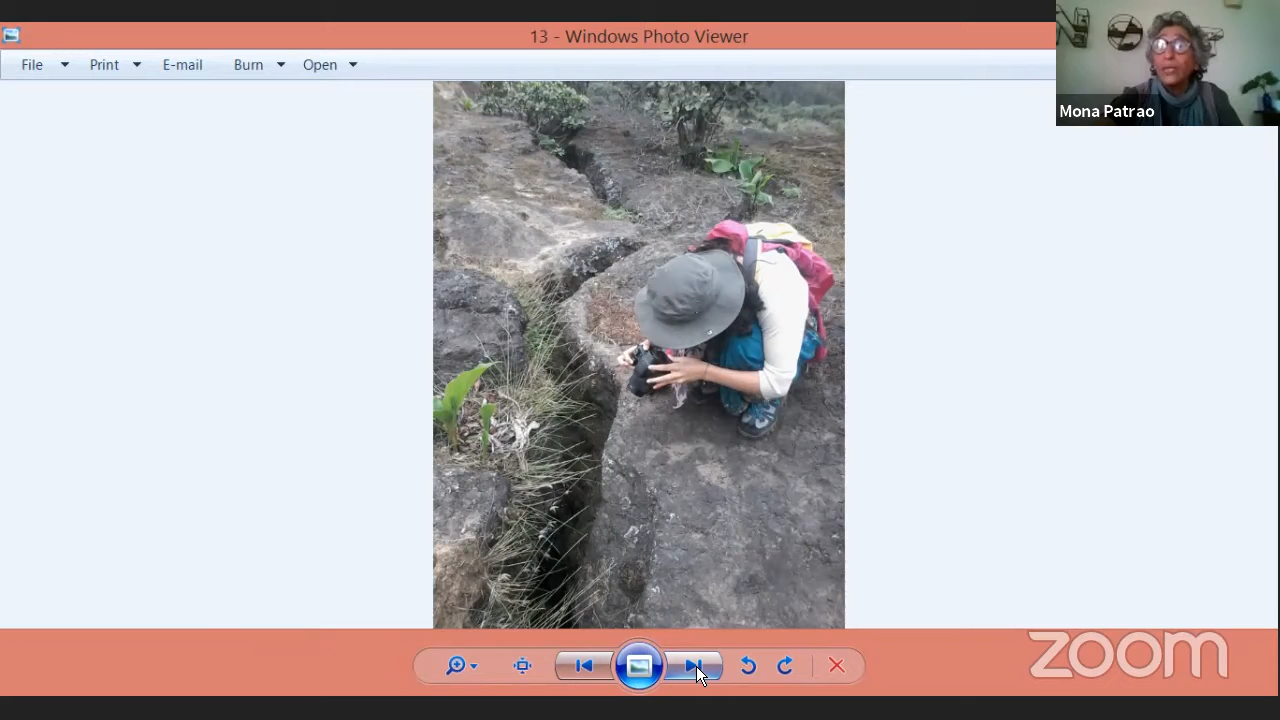 13 - Windows Photo Viewer
File Print E-mail Burn Open
Mona Patrao
zoom